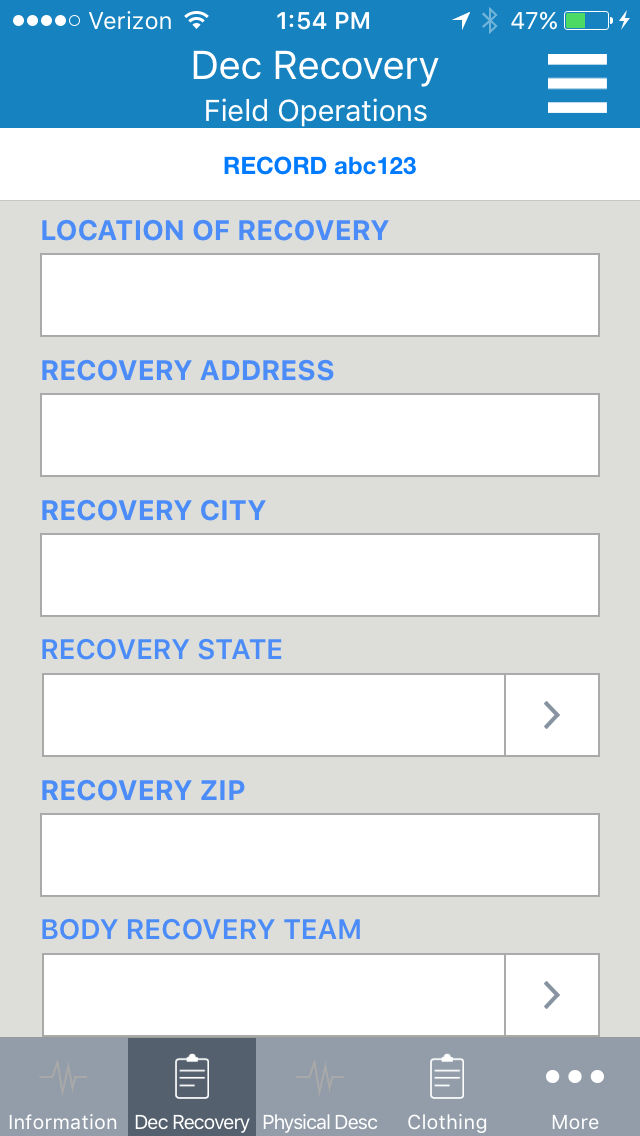 Verizon 1:54 PM 47%
Dec Recovery
Field Operations
RECORD abc123
LOCATION OF RECOVERY
RECOVERY ADDRESS
RECOVERY CITY
RECOVERY STATE
RECOVERY ZIP
BODY RECOVERY TEAM
Information Dec Recovery Physical Desc Clothing More